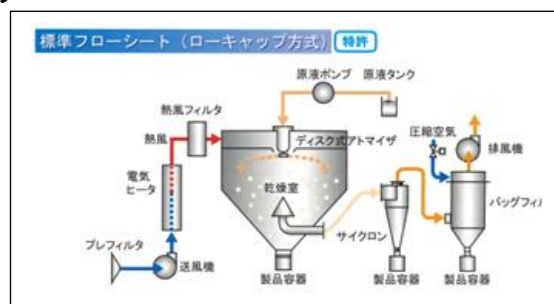 標準フローシート（ローキャップ方式） 特許
原液ポンプ 原液タンク
熱風フィルタ
熱風
ディスク式アトマイザ
圧縮空気
排風機
電気
ヒータ
乾燥室
バッグフィル
プレフィルタ
サイクロン
送風機
製品容器
製品容器
製品容器